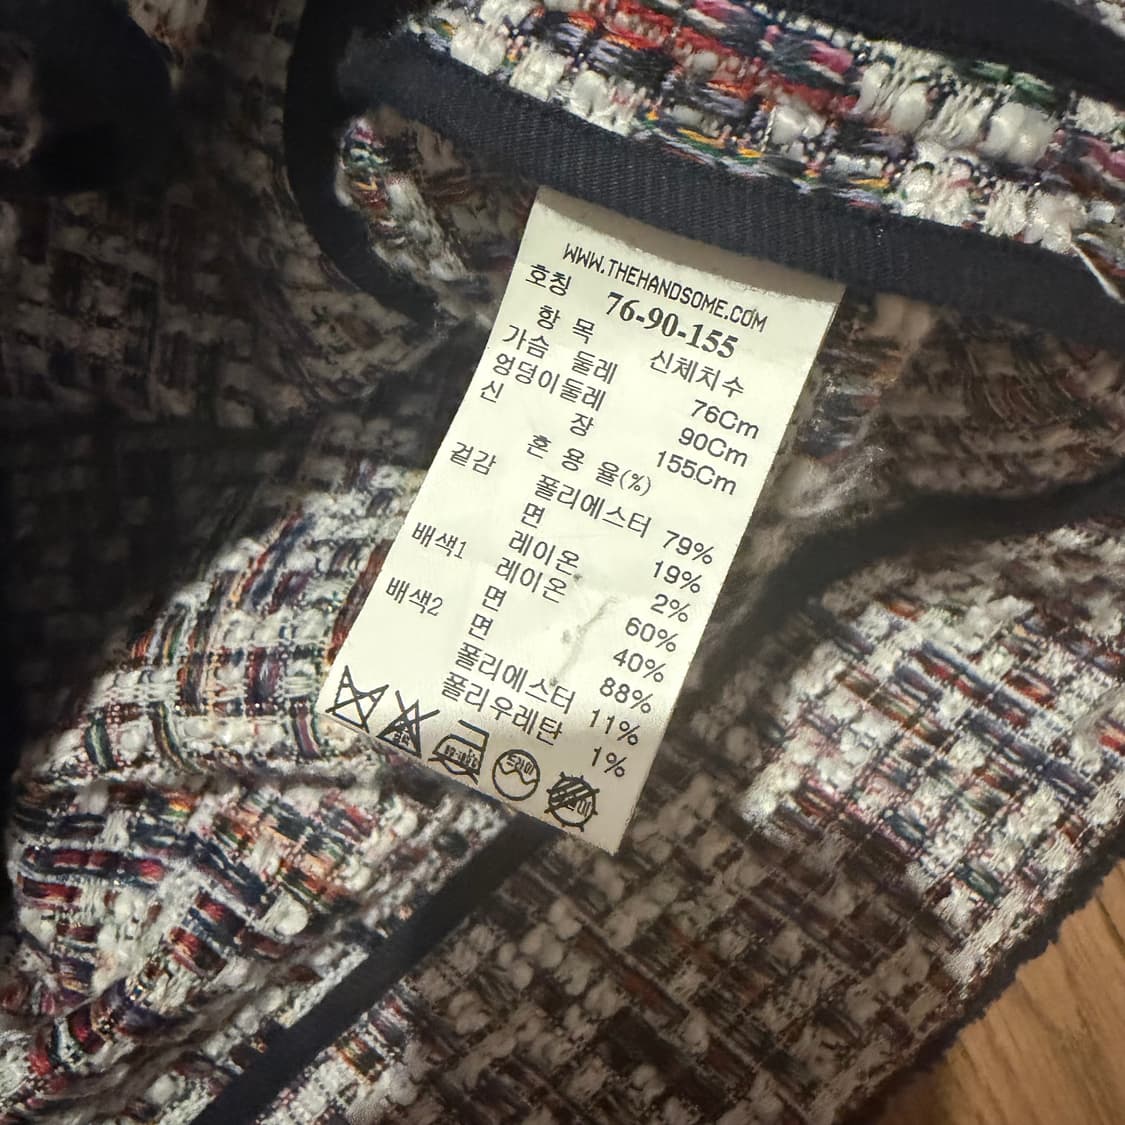 WWW.THEHANDSOME.COM
호칭 76-90-155
항 목 신체치수
가슴 둘레 76Cm
엉덩이둘레 90Cm
신 장 155Cm
혼 용 율(%)
겉감 폴리에스터 79%
면 19%
레이온 2%
배색1 레이온 60%
면 40%
배색2 면 88%
폴리에스터 11%
폴리우레탄 1%
드라이